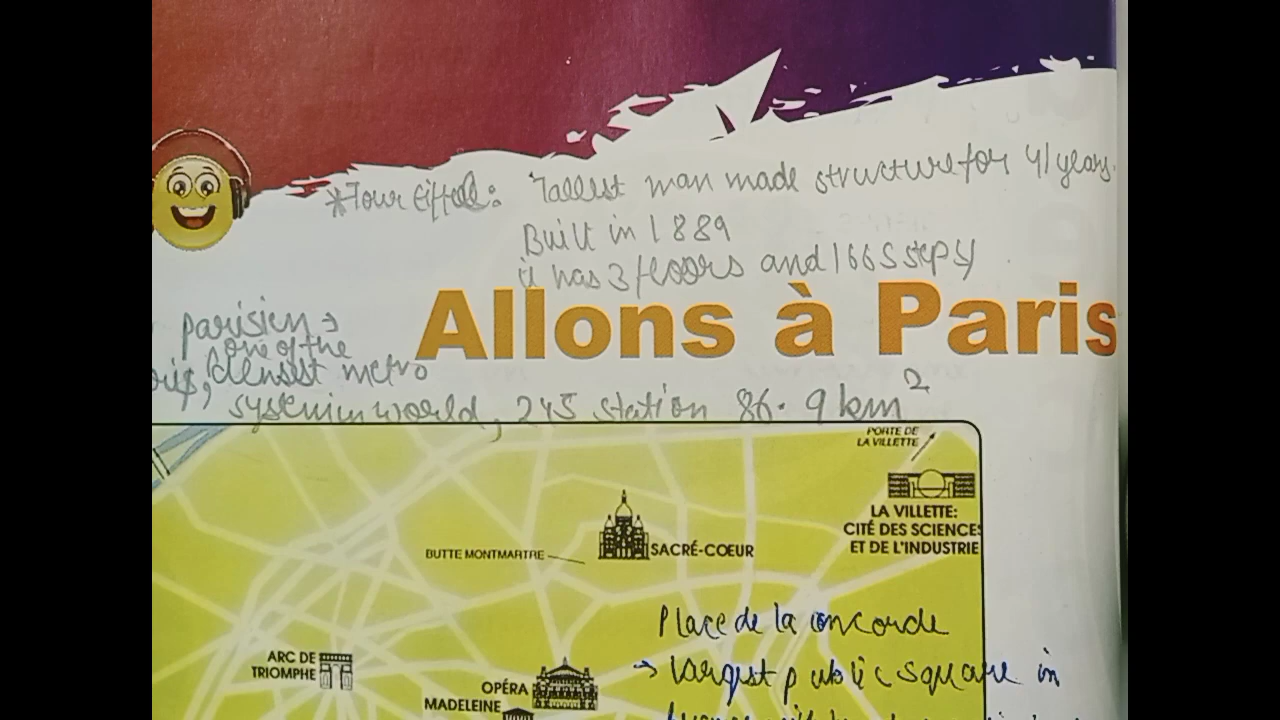 *Tour Eiffel: Tallest man made structure for 41 years.
Built in 1889
it has 3 floors and 1665 steps
parisien →
one of the
densest metro
system in world, 245 station 86.9 km²
Allons à Paris
PORTE DE
LA VILLETTE
LA VILLETTE:
CITÉ DES SCIENCES
ET DE L'INDUSTRIE
BUTTE MONTMARTRE
SACRÉ-COEUR
Place de la concorde
→ largest public square in
ARC DE
TRIOMPHE
OPÉRA
MADELEINE